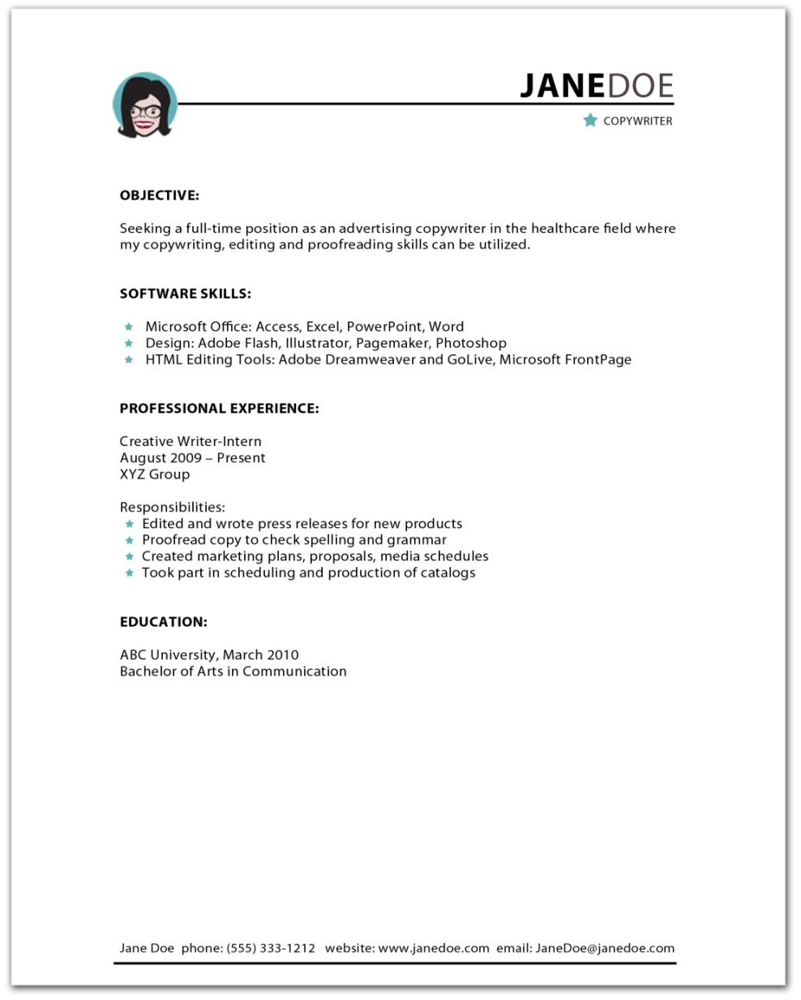 JANEDOE
COPYWRITER
OBJECTIVE:
Seeking a full-time position as an advertising copywriter in the healthcare field where
my copywriting, editing and proofreading skills can be utilized.
SOFTWARE SKILLS:
Microsoft Office: Access, Excel, PowerPoint, Word
Design: Adobe Flash, Illustrator, Pagemaker, Photoshop
HTML Editing Tools: Adobe Dreamweaver and GoLive, Microsoft FrontPage
PROFESSIONAL EXPERIENCE:
Creative Writer-Intern
August 2009 – Present
XYZ Group
Responsibilities:
Edited and wrote press releases for new products
Proofread copy to check spelling and grammar
Created marketing plans, proposals, media schedules
Took part in scheduling and production of catalogs
EDUCATION:
ABC University, March 2010
Bachelor of Arts in Communication
Jane Doe phone: (555) 333-1212 website: www.janedoe.com email: JaneDoe@janedoe.com